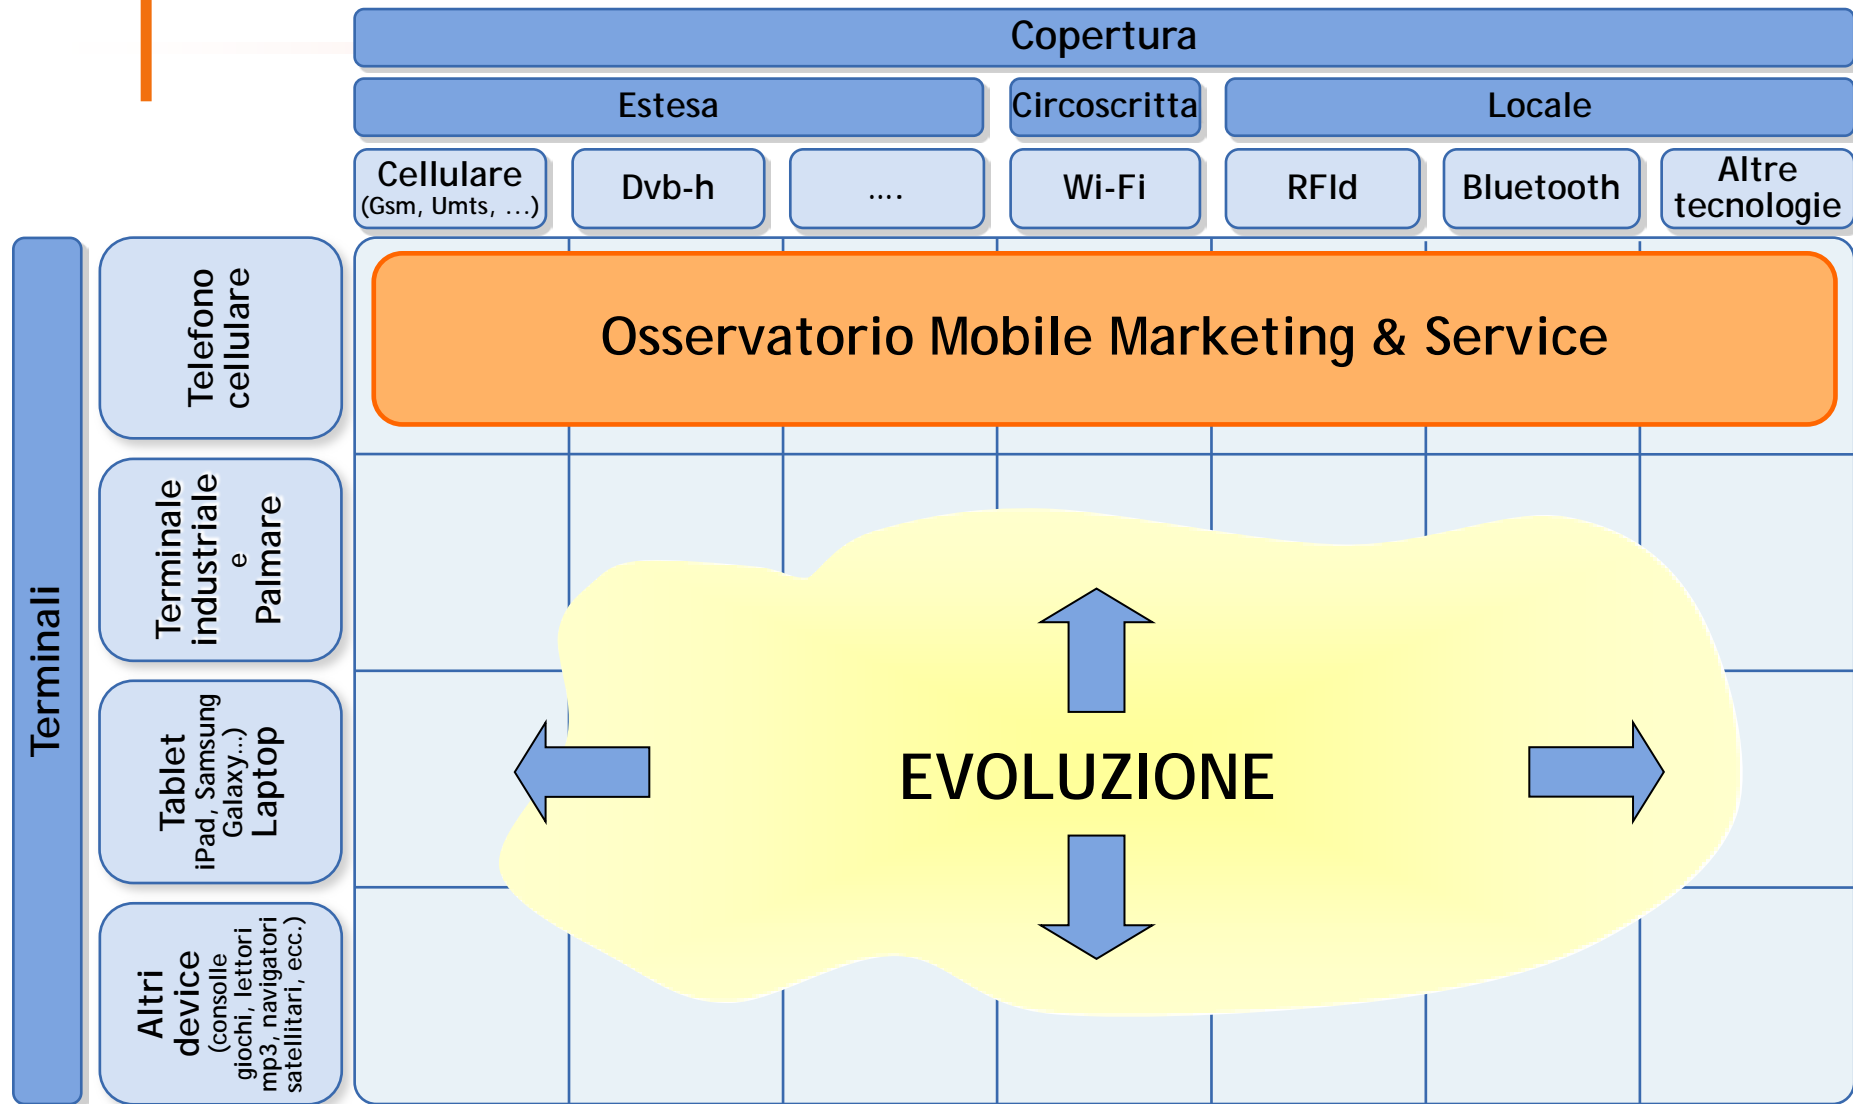 Copertura
Estesa
Circoscritta
Locale
Cellulare
(Gsm, Umts, ...)
Dvb-h
....
Wi-Fi
RFId
Bluetooth
Altre
tecnologie
Terminali
Telefono
cellulare
Osservatorio Mobile Marketing & Service
Terminale
industriale
e
Palmare
Tablet
iPad, Samsung
Galaxy...)
Laptop
EVOLUZIONE
Altri
device
(consolle
giochi, lettori
mp3, navigatori
satellitari, ecc.)